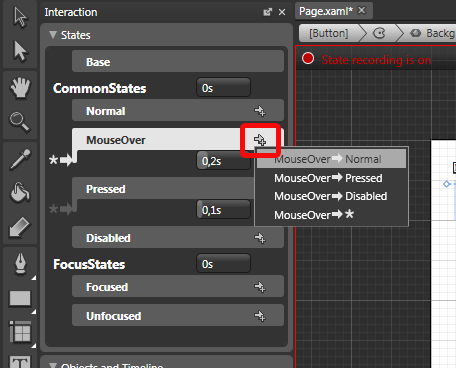 Interaction
Page.xaml*
[Button]
Backg
States
State recording is on
Base
CommonStates
0s
Normal
MouseOver
* 0,2s
MouseOver Normal
MouseOver Pressed
MouseOver Disabled
MouseOver *
Pressed
* 0,1s
Disabled
FocusStates
0s
Focused
Unfocused
Objects and Timeline